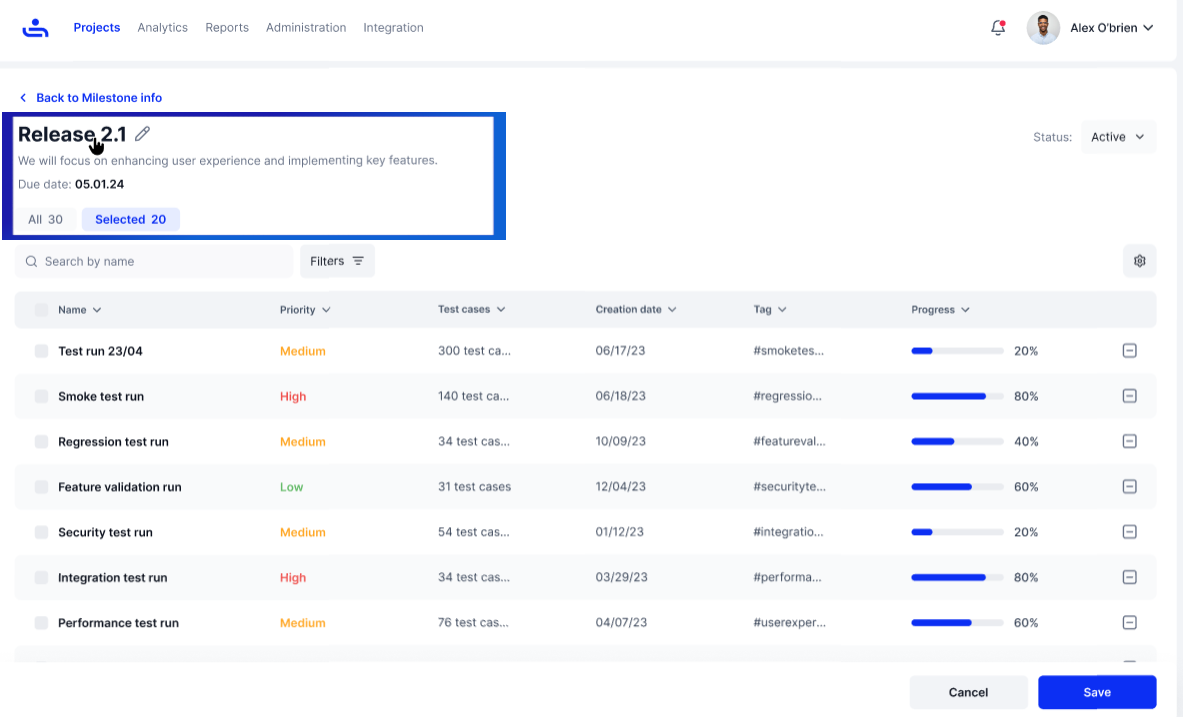 Projects Analytics Reports Administration Integration Alex O'brien
Back to Milestone info
Release 2.1
Status: Active
We will focus on enhancing user experience and implementing key features.
Due date: 05.01.24
All 30 Selected 20
Search by name Filters
Name Priority Test cases Creation date Tag Progress
Test run 23/04 Medium 300 test ca... 06/17/23 #smoketes... 20%
Smoke test run High 140 test ca... 06/18/23 #regressio... 80%
Regression test run Medium 34 test cas... 10/09/23 #featureval... 40%
Feature validation run Low 31 test cases 12/04/23 #securityte... 60%
Security test run Medium 54 test cas... 01/12/23 #integratio... 20%
Integration test run High 34 test cas... 03/29/23 #performa... 80%
Performance test run Medium 76 test cas... 04/07/23 #userexper... 60%
Cancel Save